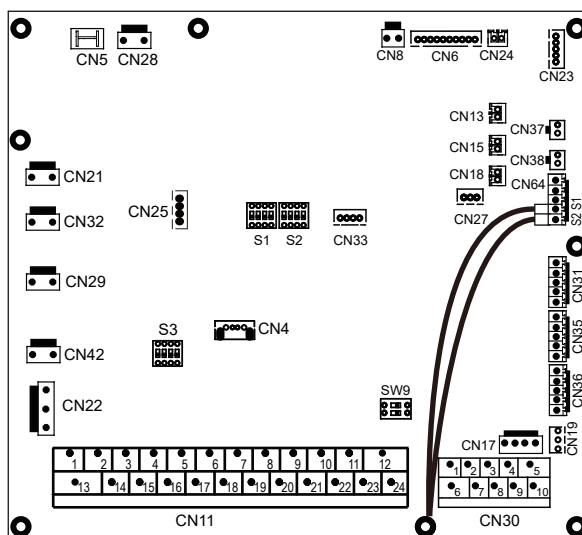 CN5
CN28
CN8
CN6
CN24
CN23
CN13
CN37
CN15
CN38
CN18
CN64
CN21
CN25
CN32
S1
S2
CN33
CN27
S2 S1
CN29
CN31
S3
CN4
CN35
CN42
CN22
SW9
CN36
CN17
CN19
1 2 3 4 5 6 7 8 9 10 11 12
13 14 15 16 17 18 19 20 21 22 23 24
CN11
1 2 3 4 5
6 7 8 9 10
CN30